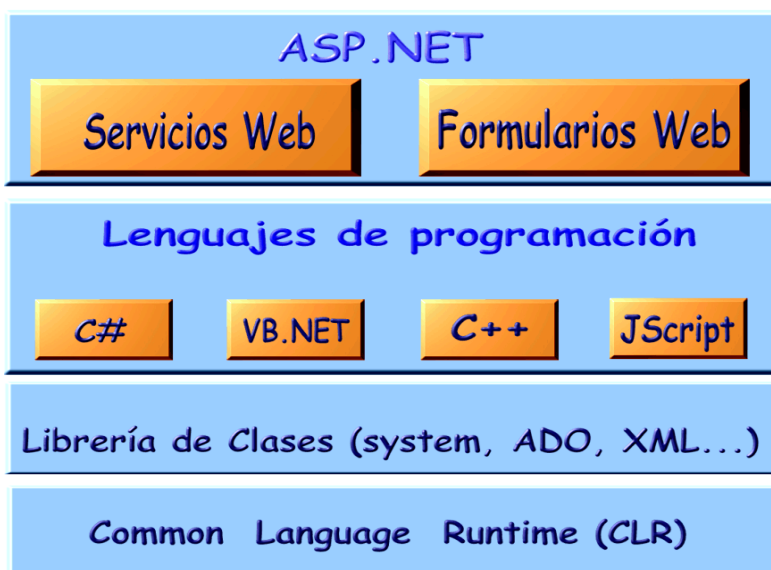 ASP.NET
Servicios Web Formularios Web
Lenguajes de programación
C# VB.NET C++ JScript
Librería de Clases (system, ADO, XML...)
Common Language Runtime (CLR)